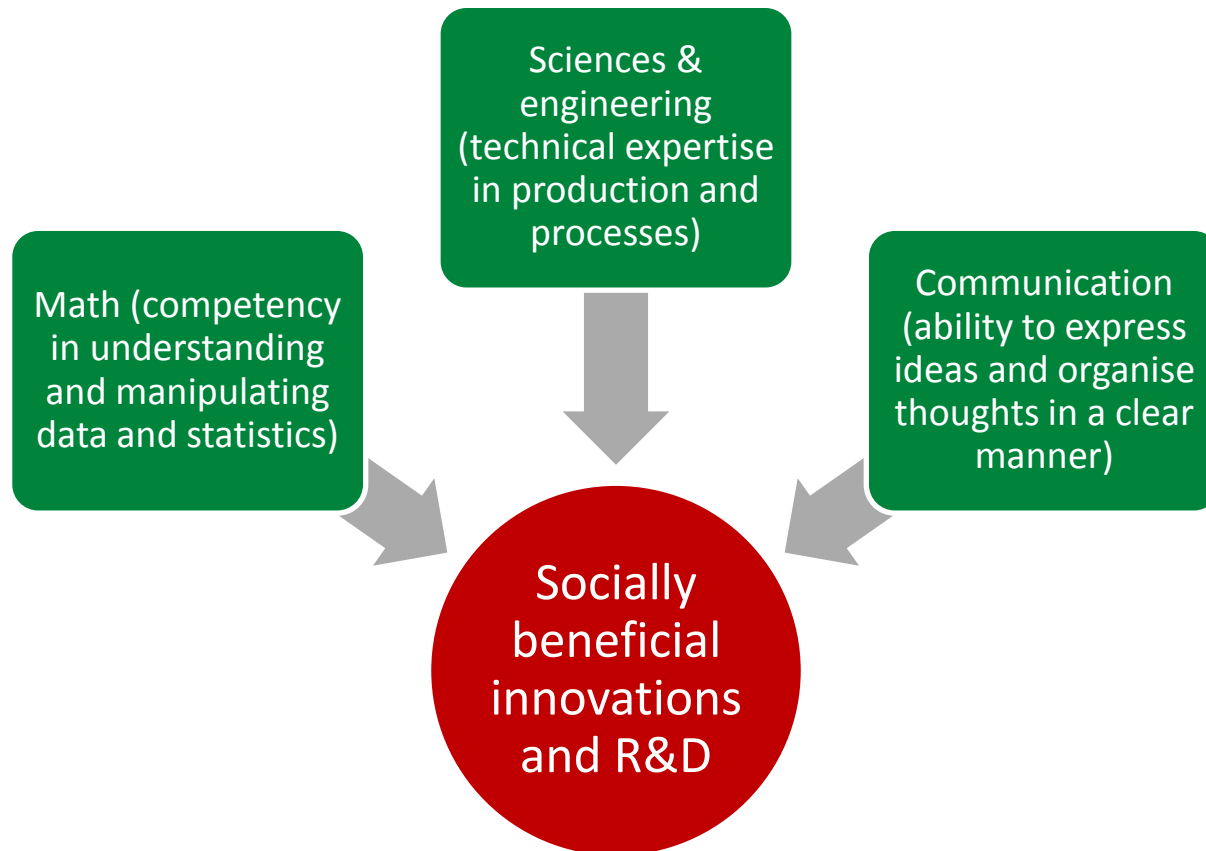 Sciences &
engineering
(technical expertise
in production and
processes)
Math (competency
in understanding
and manipulating
data and statistics)
Communication
(ability to express
ideas and organise
thoughts in a clear
manner)
Socially
beneficial
innovations
and R&D